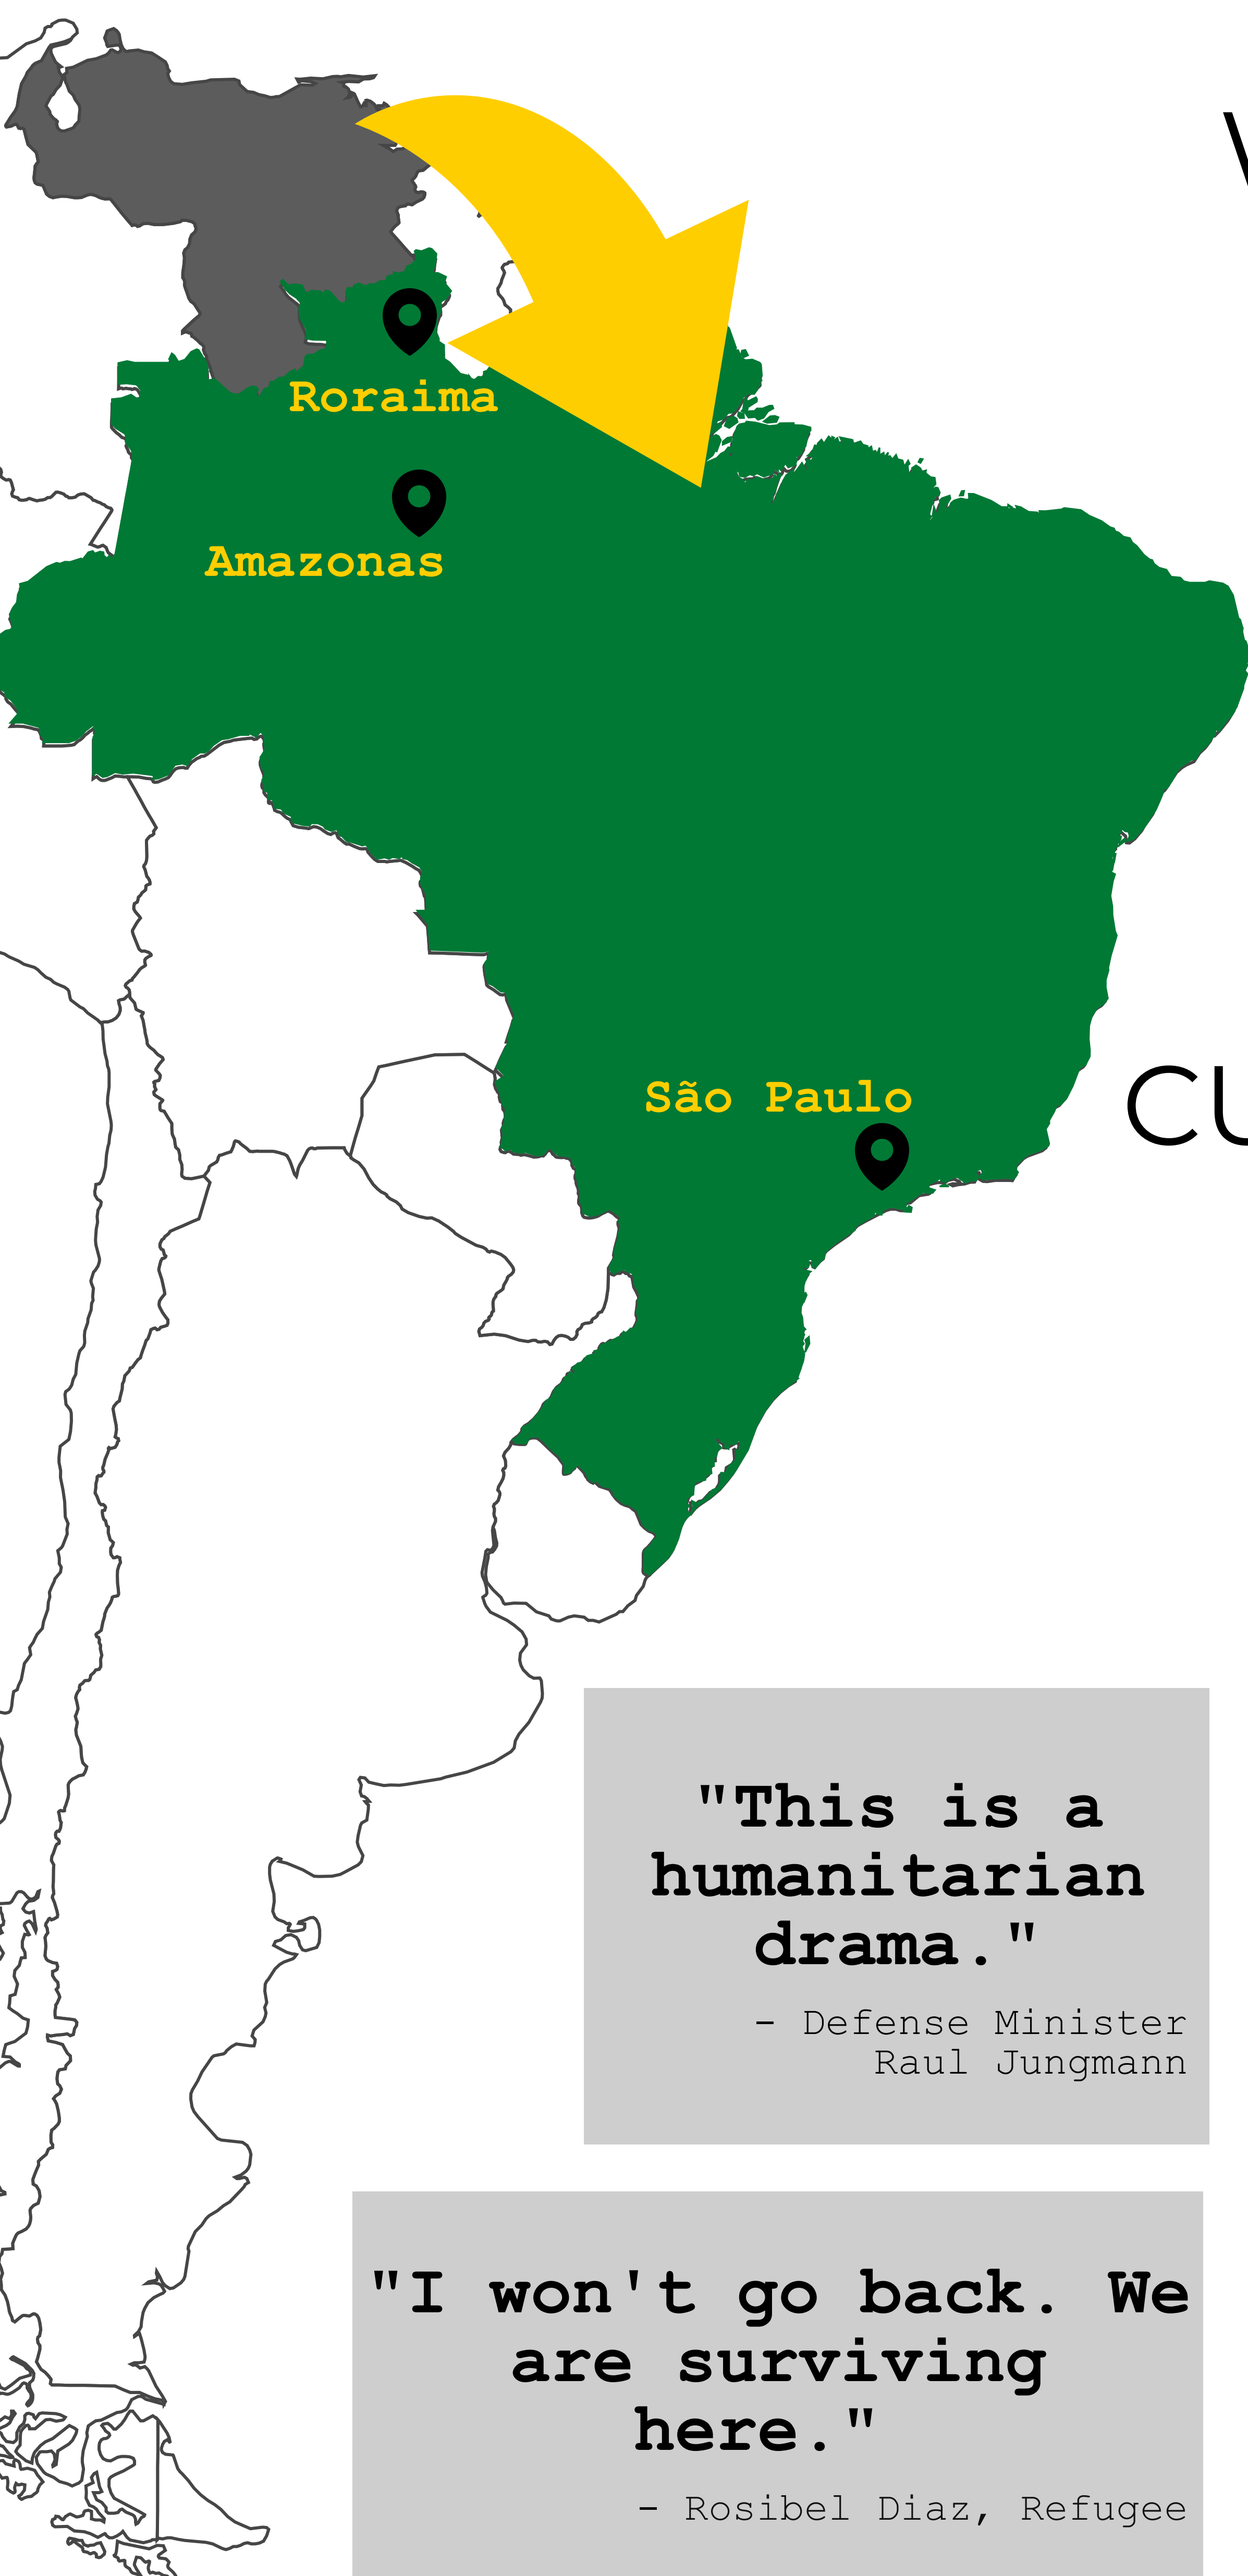 Roraima
Amazonas
São Paulo
"This is a
humanitarian
drama."
- Defense Minister
Raul Jungmann
"I won't go back. We
are surviving
here."
- Rosibel Diaz, Refugee